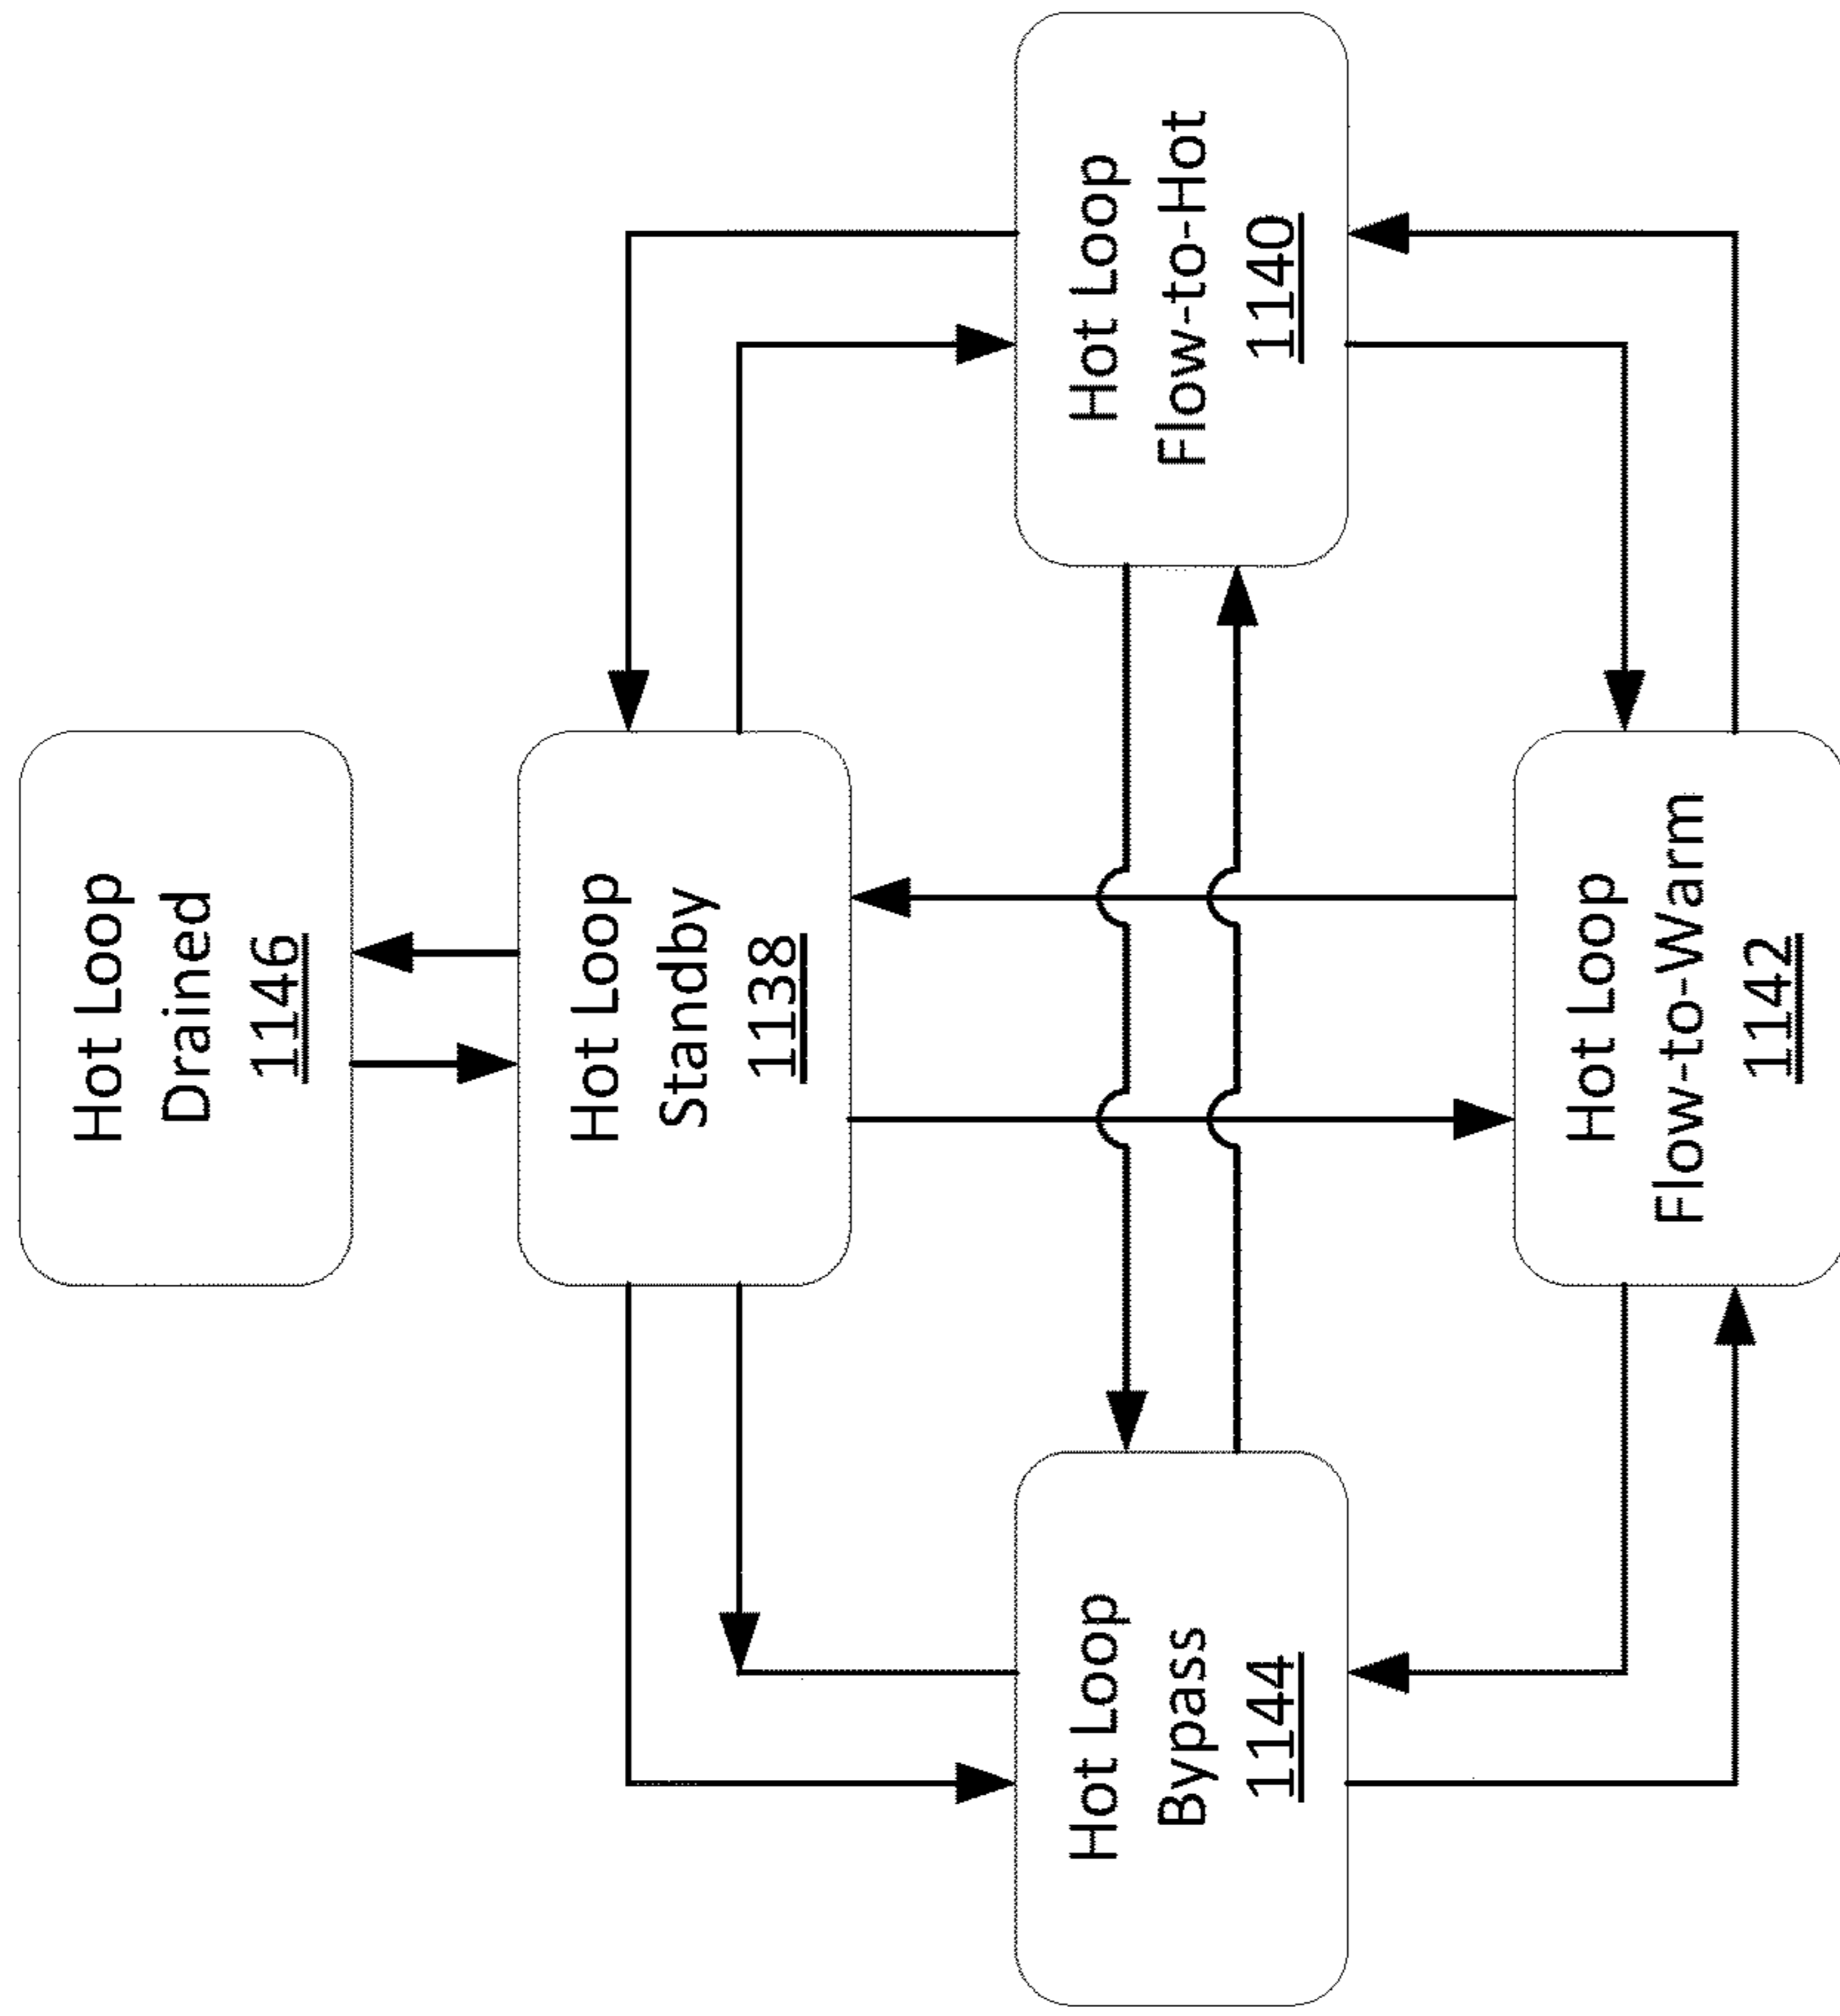 Hot Loop
Drained
1146
Hot Loop
Standby
1138
Hot Loop
Bypass
1144
Hot Loop
Flow-to-Hot
1140
Hot Loop
Flow-to-Warm
1142